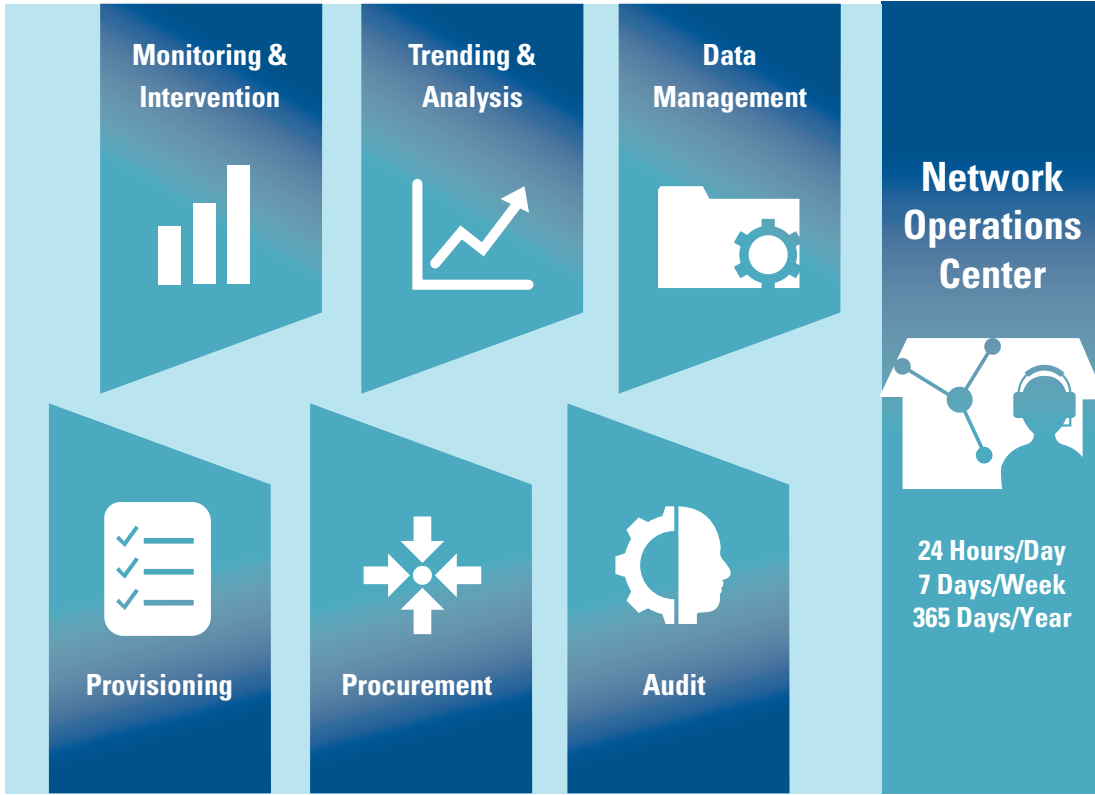 Monitoring &
Intervention
Trending &
Analysis
Data
Management
Network
Operations
Center
24 Hours/Day
7 Days/Week
365 Days/Year
Provisioning
Procurement
Audit